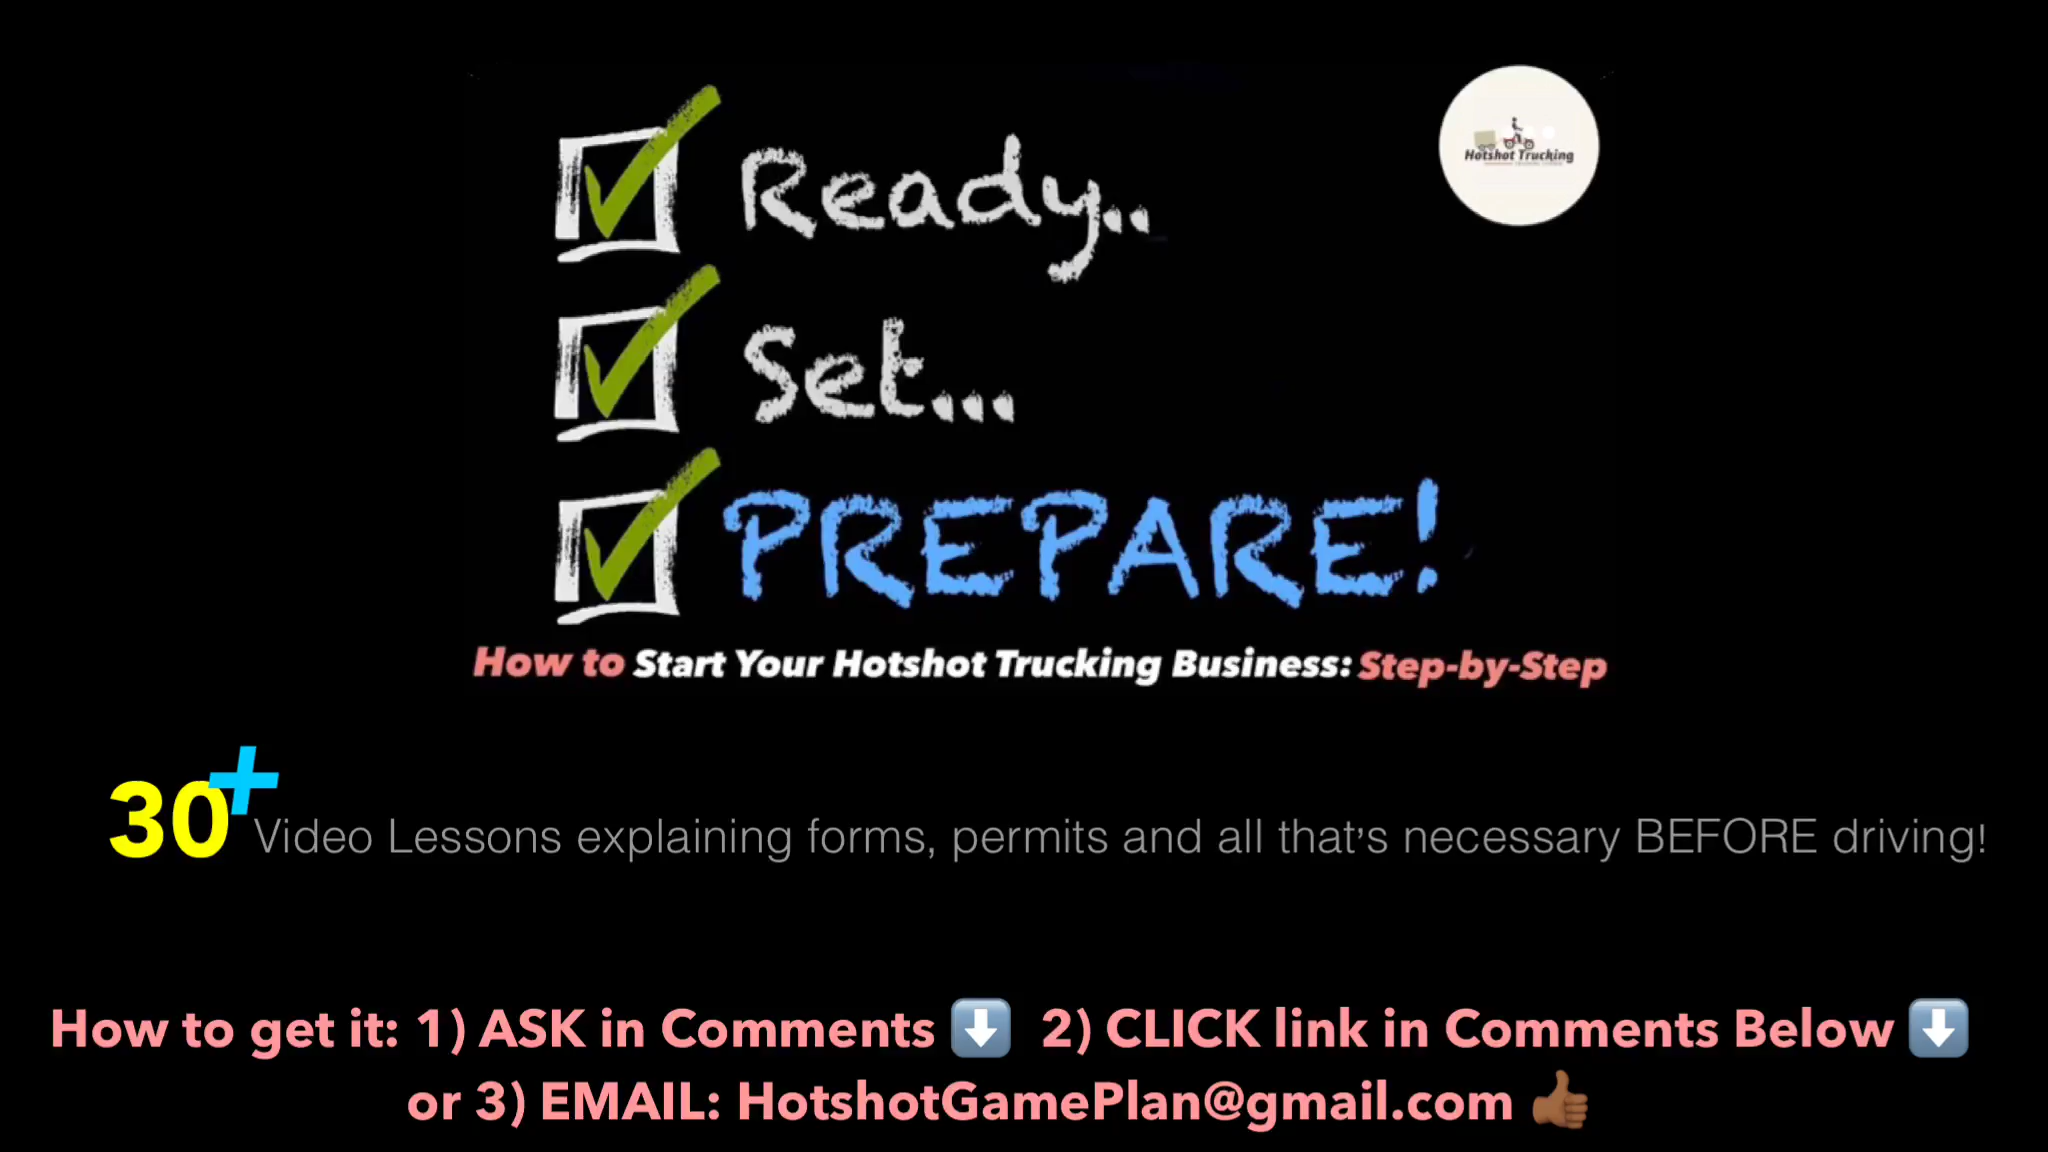 Ready..
Hotshot Trucking
Set...
PREPARE!
How to Start Your Hotshot Trucking Business: Step-by-Step
30+ Video Lessons explaining forms, permits and all that's necessary BEFORE driving!
How to get it: 1) ASK in Comments ⬇️ 2) CLICK link in Comments Below ⬇️
or 3) EMAIL: HotshotGamePlan@gmail.com 👍🏾